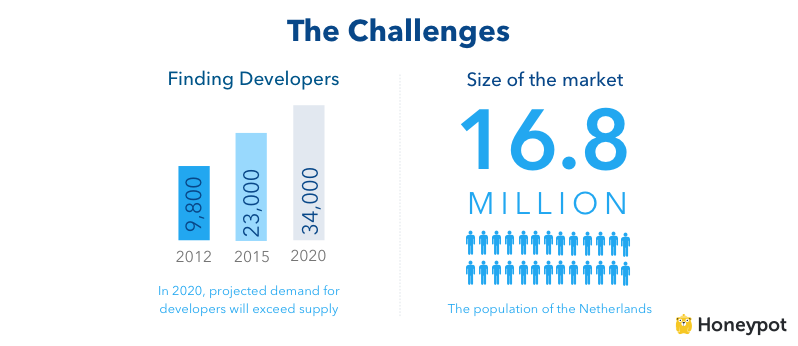 The Challenges
Finding Developers
9,800
23,000
34,000
2012
2015
2020
In 2020, projected demand for
developers will exceed supply
Size of the market
16.8
MILLION
The population of the Netherlands
Honeypot